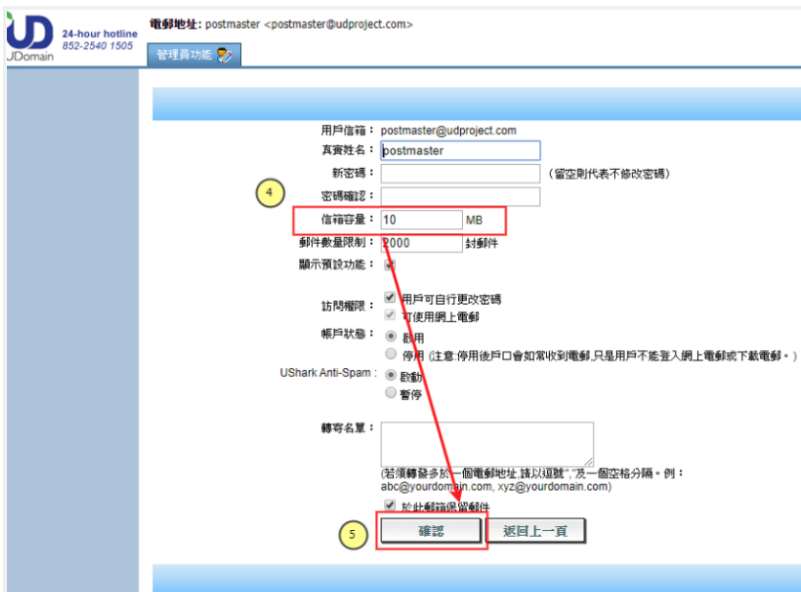 電郵地址: postmaster <postmaster@udproject.com>
UD
24-hour hotline
852-2540 1505
UDomain
管理員功能
用戶信箱： postmaster@udproject.com
真實姓名： postmaster
新密碼： (留空則代表不修改密碼)
4
密碼確認：
信箱容量： 10 MB
郵件數量限制： 2000 封郵件
顯示預設功能：
訪問權限： 用戶可自行更改密碼
可使用網上電郵
帳戶狀態： 啟用
停用 (注意:停用後戶口會如常收到電郵,只是用戶不能登入網上電郵或下載電郵。)
UShark Anti-Spam : 啟動
暫停
轉寄名單：
(若須轉發多於一個電郵地址,請以逗號","及一個空格分隔。例：
abc@yourdomain.com, xyz@yourdomain.com)
於此郵箱保留郵件
5
確認 返回上一頁